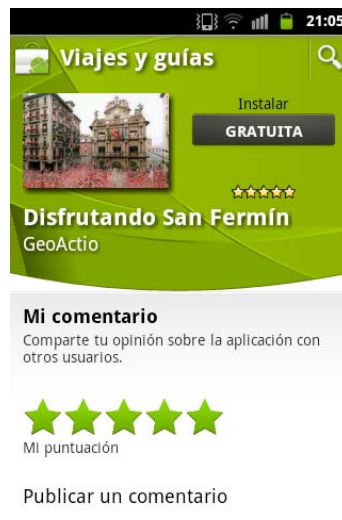 21:05
Viajes y guías
Instalar
GRATUITA
Disfrutando San Fermín
GeoActio
Mi comentario
Comparte tu opinión sobre la aplicación con
otros usuarios.
Mi puntuación
Publicar un comentario